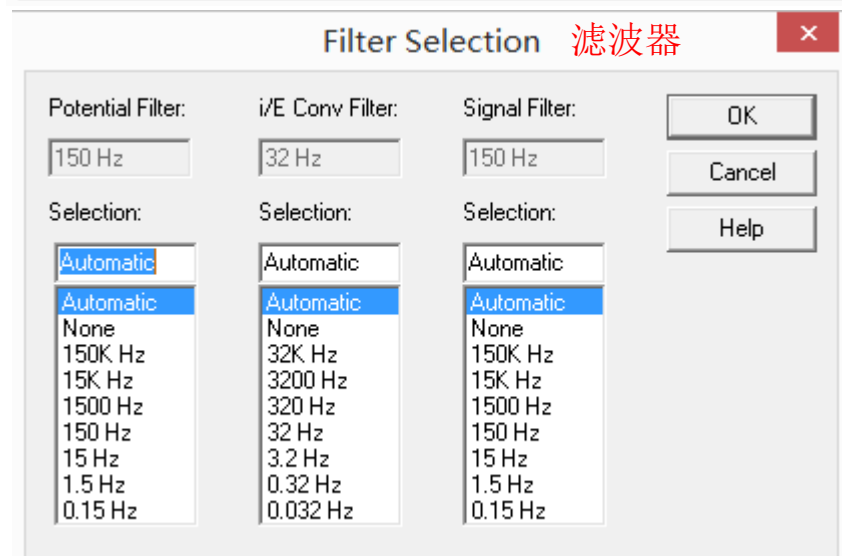 Filter Selection 滤波器
×
Potential Filter: i/E Conv Filter: Signal Filter:
150 Hz 32 Hz 150 Hz
OK
Cancel
Help
Selection: Selection: Selection:
Automatic Automatic Automatic
Automatic Automatic Automatic
None None None
150K Hz 32K Hz 150K Hz
15K Hz 3200 Hz 15K Hz
1500 Hz 320 Hz 1500 Hz
150 Hz 32 Hz 150 Hz
15 Hz 3.2 Hz 15 Hz
1.5 Hz 0.32 Hz 1.5 Hz
0.15 Hz 0.032 Hz 0.15 Hz